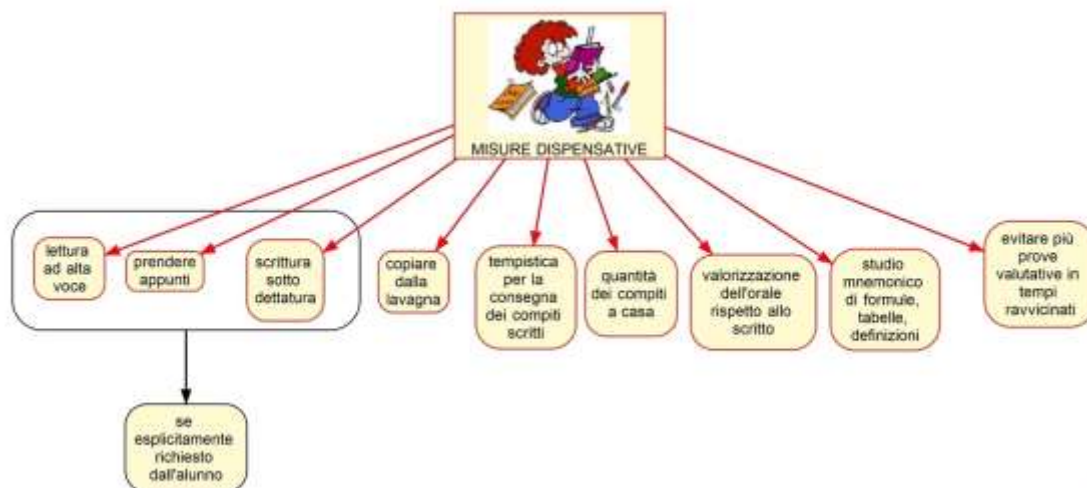 MISURE DISPENSATIVE
lettura
ad alta
voce
prendere
appunti
scrittura
sotto
dettatura
copiare
dalla
lavagna
tempistica
per la
consegna
dei compiti
scritti
quantità
dei compiti
a casa
valorizzazione
dell'orale
rispetto allo
scritto
studio
mnemonico
di formule,
tabelle,
definizioni
evitare più
prove
valutative in
tempi
ravvicinati
se
esplicitamente
richiesto
dall'alunno